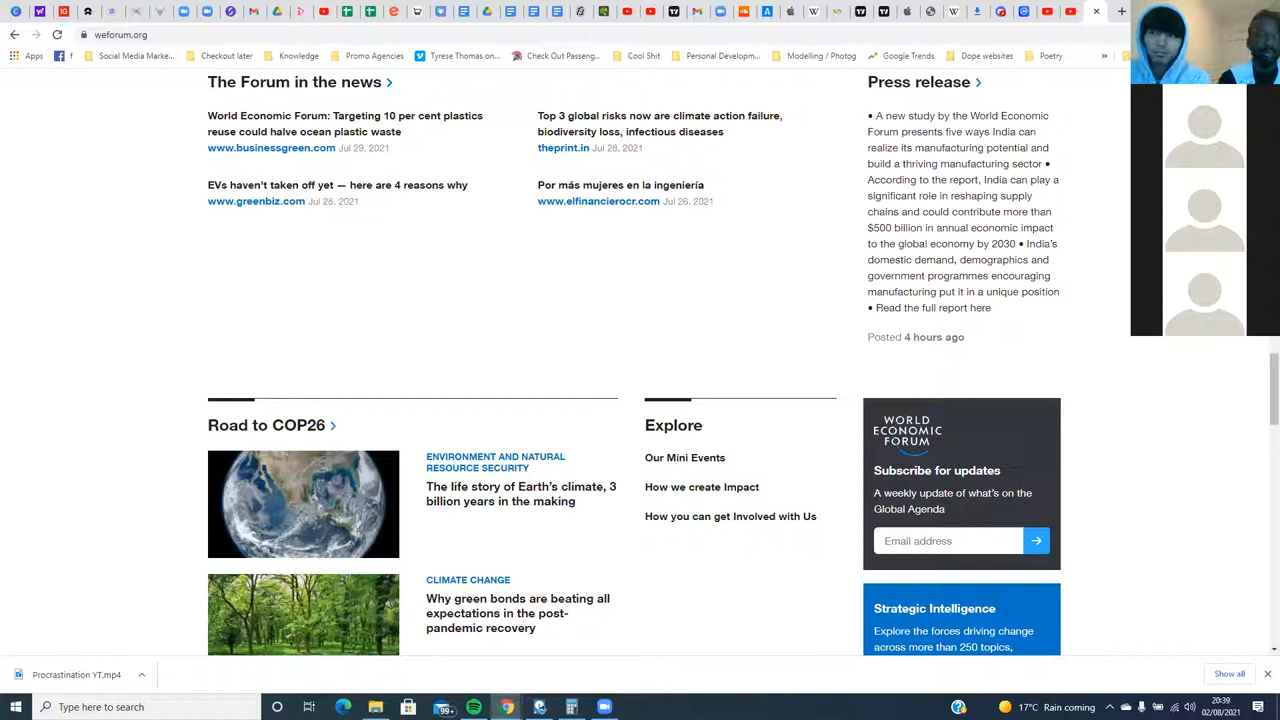 weforum.org
Apps
f
Social Media Marke...
Checkout later
Knowledge
Promo Agencies
Tyrese Thomas on...
Check Out Passeng...
Cool Shit
Personal Developm...
Modelling / Photog
Google Trends
Dope websites
Poetry
»
The Forum in the news >
World Economic Forum: Targeting 10 per cent plastics
reuse could halve ocean plastic waste
www.businessgreen.com Jul 29, 2021
Top 3 global risks now are climate action failure,
biodiversity loss, infectious diseases
theprint.in Jul 28, 2021
EVs haven't taken off yet — here are 4 reasons why
www.greenbiz.com Jul 28, 2021
Por más mujeres en la ingeniería
www.elfinancierocr.com Jul 26, 2021
Press release >
• A new study by the World Economic
Forum presents five ways India can
realize its manufacturing potential and
build a thriving manufacturing sector •
According to the report, India can play a
significant role in reshaping supply
chains and could contribute more than
$500 billion in annual economic impact
to the global economy by 2030 • India's
domestic demand, demographics and
government programmes encouraging
manufacturing put it in a unique position
• Read the full report here
Posted 4 hours ago
Road to COP26 >
ENVIRONMENT AND NATURAL
RESOURCE SECURITY
The life story of Earth's climate, 3
billion years in the making
CLIMATE CHANGE
Why green bonds are beating all
expectations in the post-
pandemic recovery
Explore
Our Mini Events
How we create Impact
How you can get Involved with Us
WORLD
ECONOMIC
FORUM
Subscribe for updates
A weekly update of what's on the
Global Agenda
Email address
Strategic Intelligence
Explore the forces driving change
across more than 250 topics,
Procrastination YT.mp4
Show all
Type here to search
99+
17°C Rain coming
20:39
02/08/2021